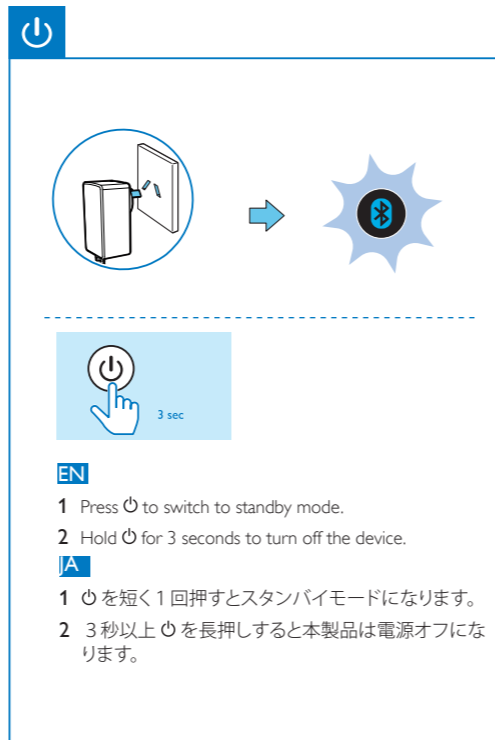 3 sec
EN
1 Press ⏻ to switch to standby mode.
2 Hold ⏻ for 3 seconds to turn off the device.
JA
1 ⏻ を短く 1 回押すとスタンバイモードになります。
2 3 秒以上 ⏻ を長押しすると本製品は電源オフにな
ります。